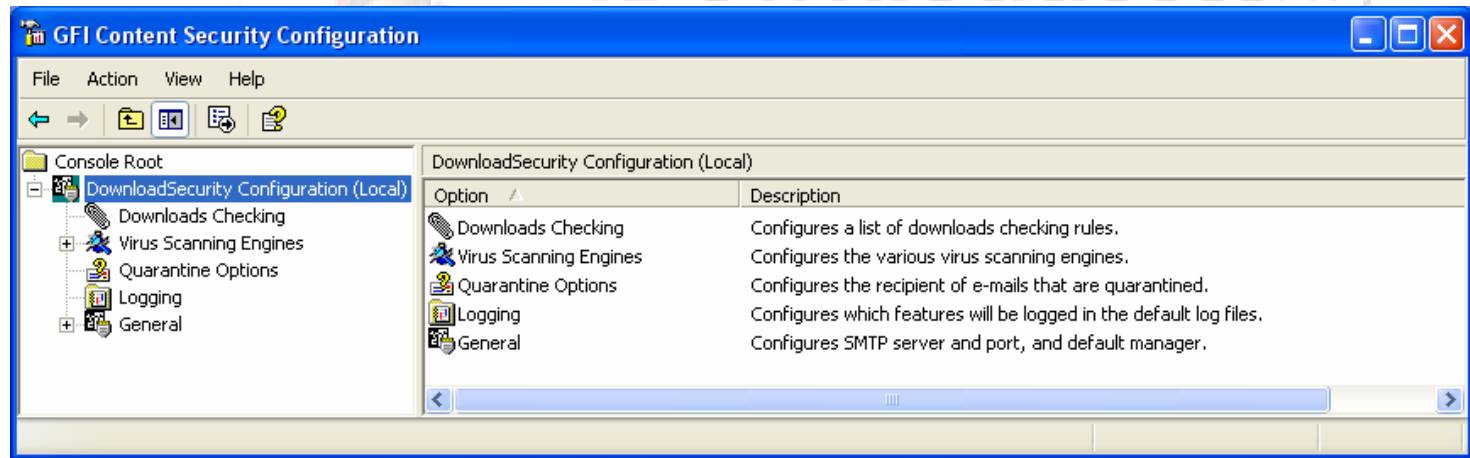 GFI Content Security Configuration
File Action View Help
Console Root
DownloadSecurity Configuration (Local)
Downloads Checking
Virus Scanning Engines
Quarantine Options
Logging
General
DownloadSecurity Configuration (Local)
Option Description
Downloads Checking Configures a list of downloads checking rules.
Virus Scanning Engines Configures the various virus scanning engines.
Quarantine Options Configures the recipient of e-mails that are quarantined.
Logging Configures which features will be logged in the default log files.
General Configures SMTP server and port, and default manager.